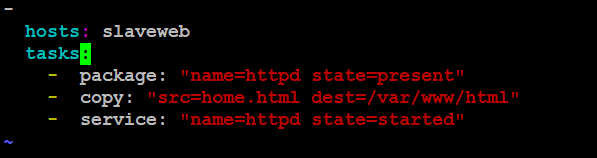 -
  hosts: slaveweb
  tasks:
    -  package: "name=httpd state=present"
    -  copy: "src=home.html dest=/var/www/html"
    -  service: "name=httpd state=started"
~